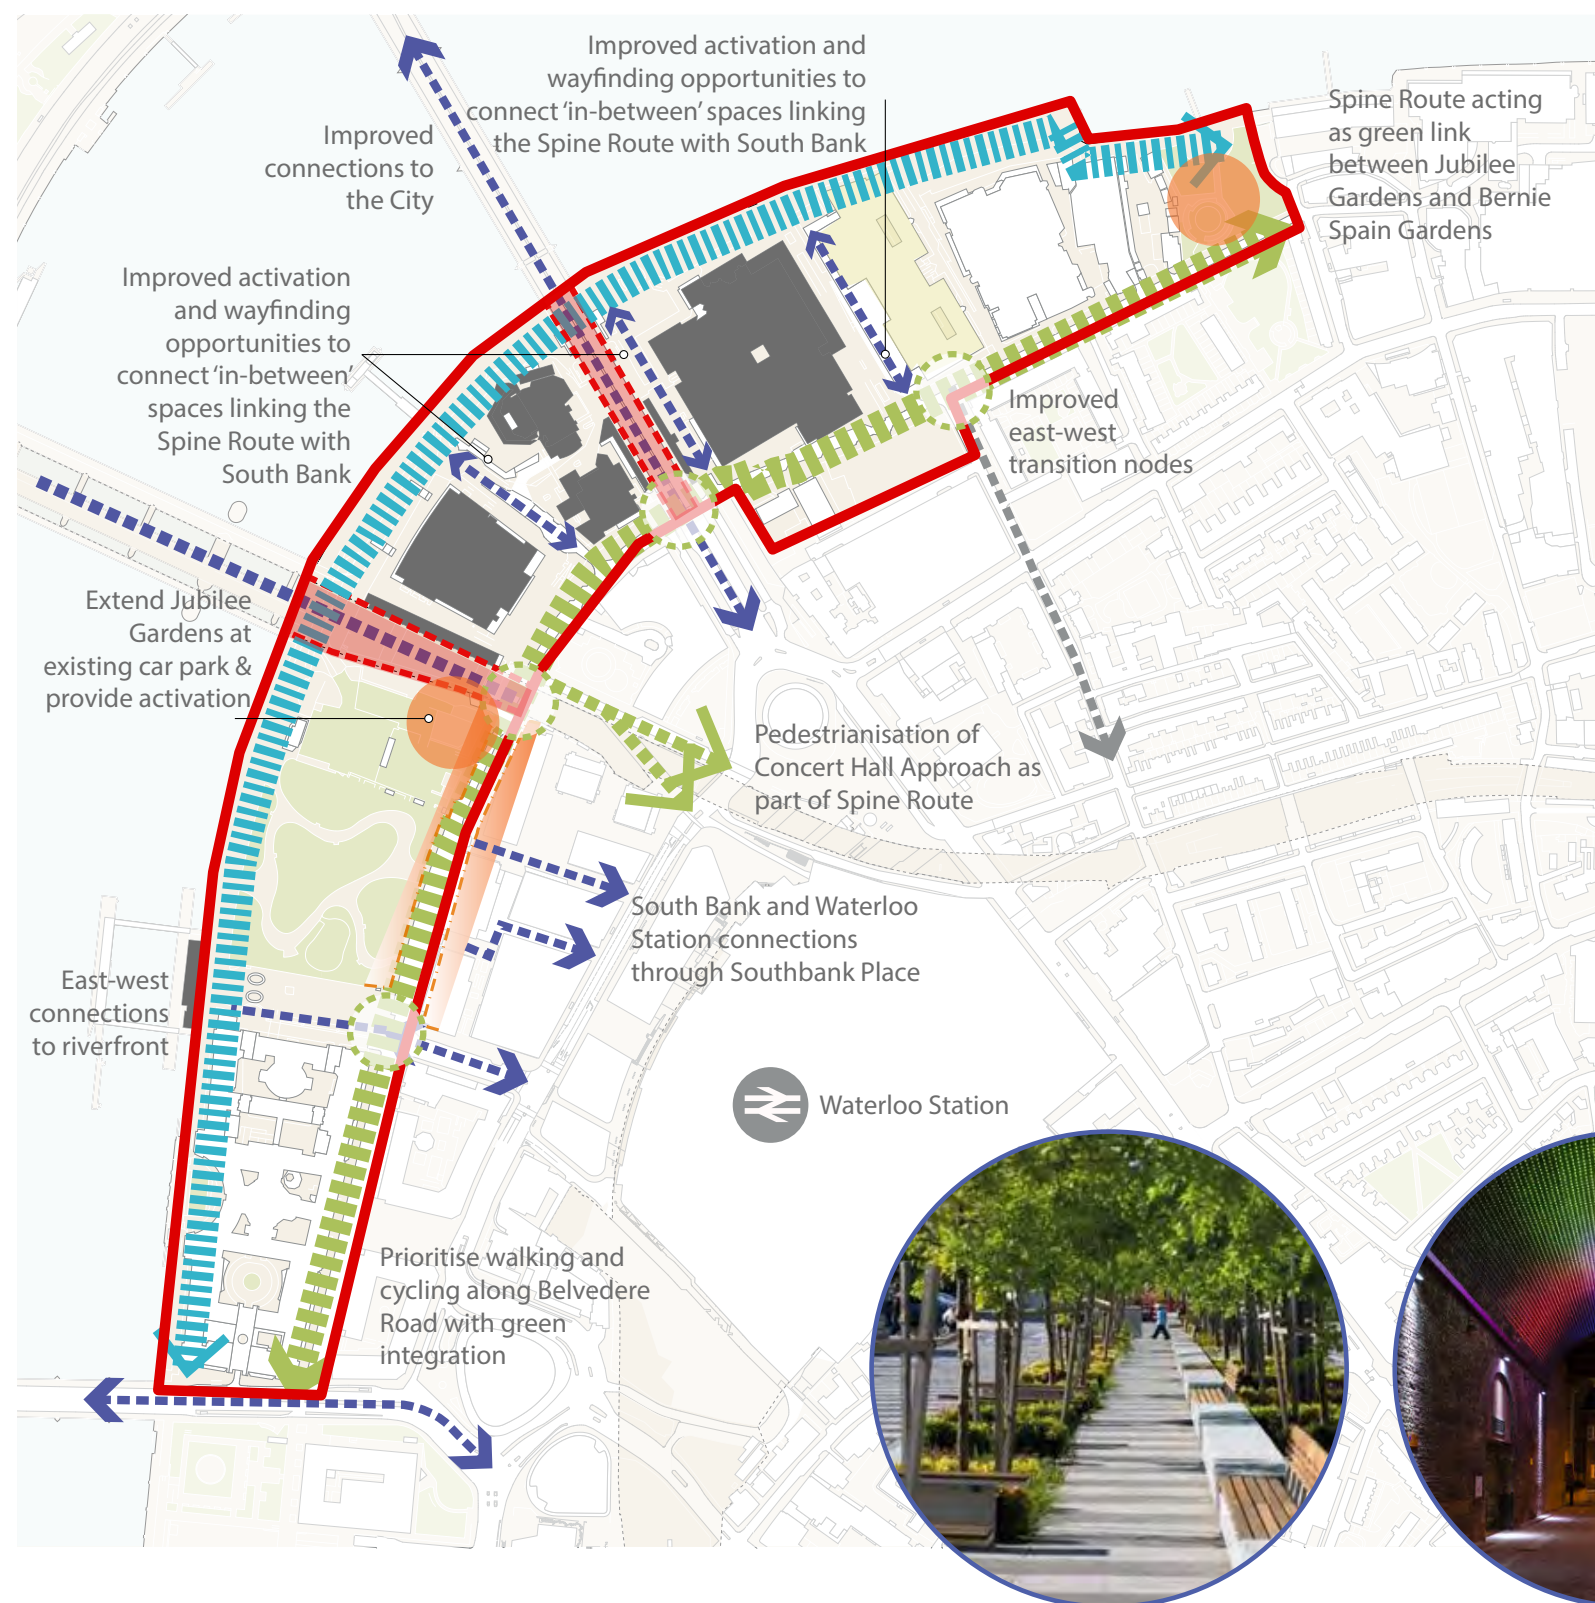 Improved activation and
wayfinding opportunities to
connect ‘in-between’ spaces linking
the Spine Route with South Bank
Spine Route acting
as green link
between Jubilee
Gardens and Bernie
Spain Gardens
Improved
connections to
the City
Improved activation
and wayfinding
opportunities to
connect ‘in-between’
spaces linking the
Spine Route with
South Bank
Improved
east-west
transition nodes
Extend Jubilee
Gardens at
existing car park &
provide activation
Pedestrianisation of
Concert Hall Approach as
part of Spine Route
South Bank and Waterloo
Station connections
through Southbank Place
East-west
connections
to riverfront
Waterloo Station
Prioritise walking and
cycling along Belvedere
Road with green
integration